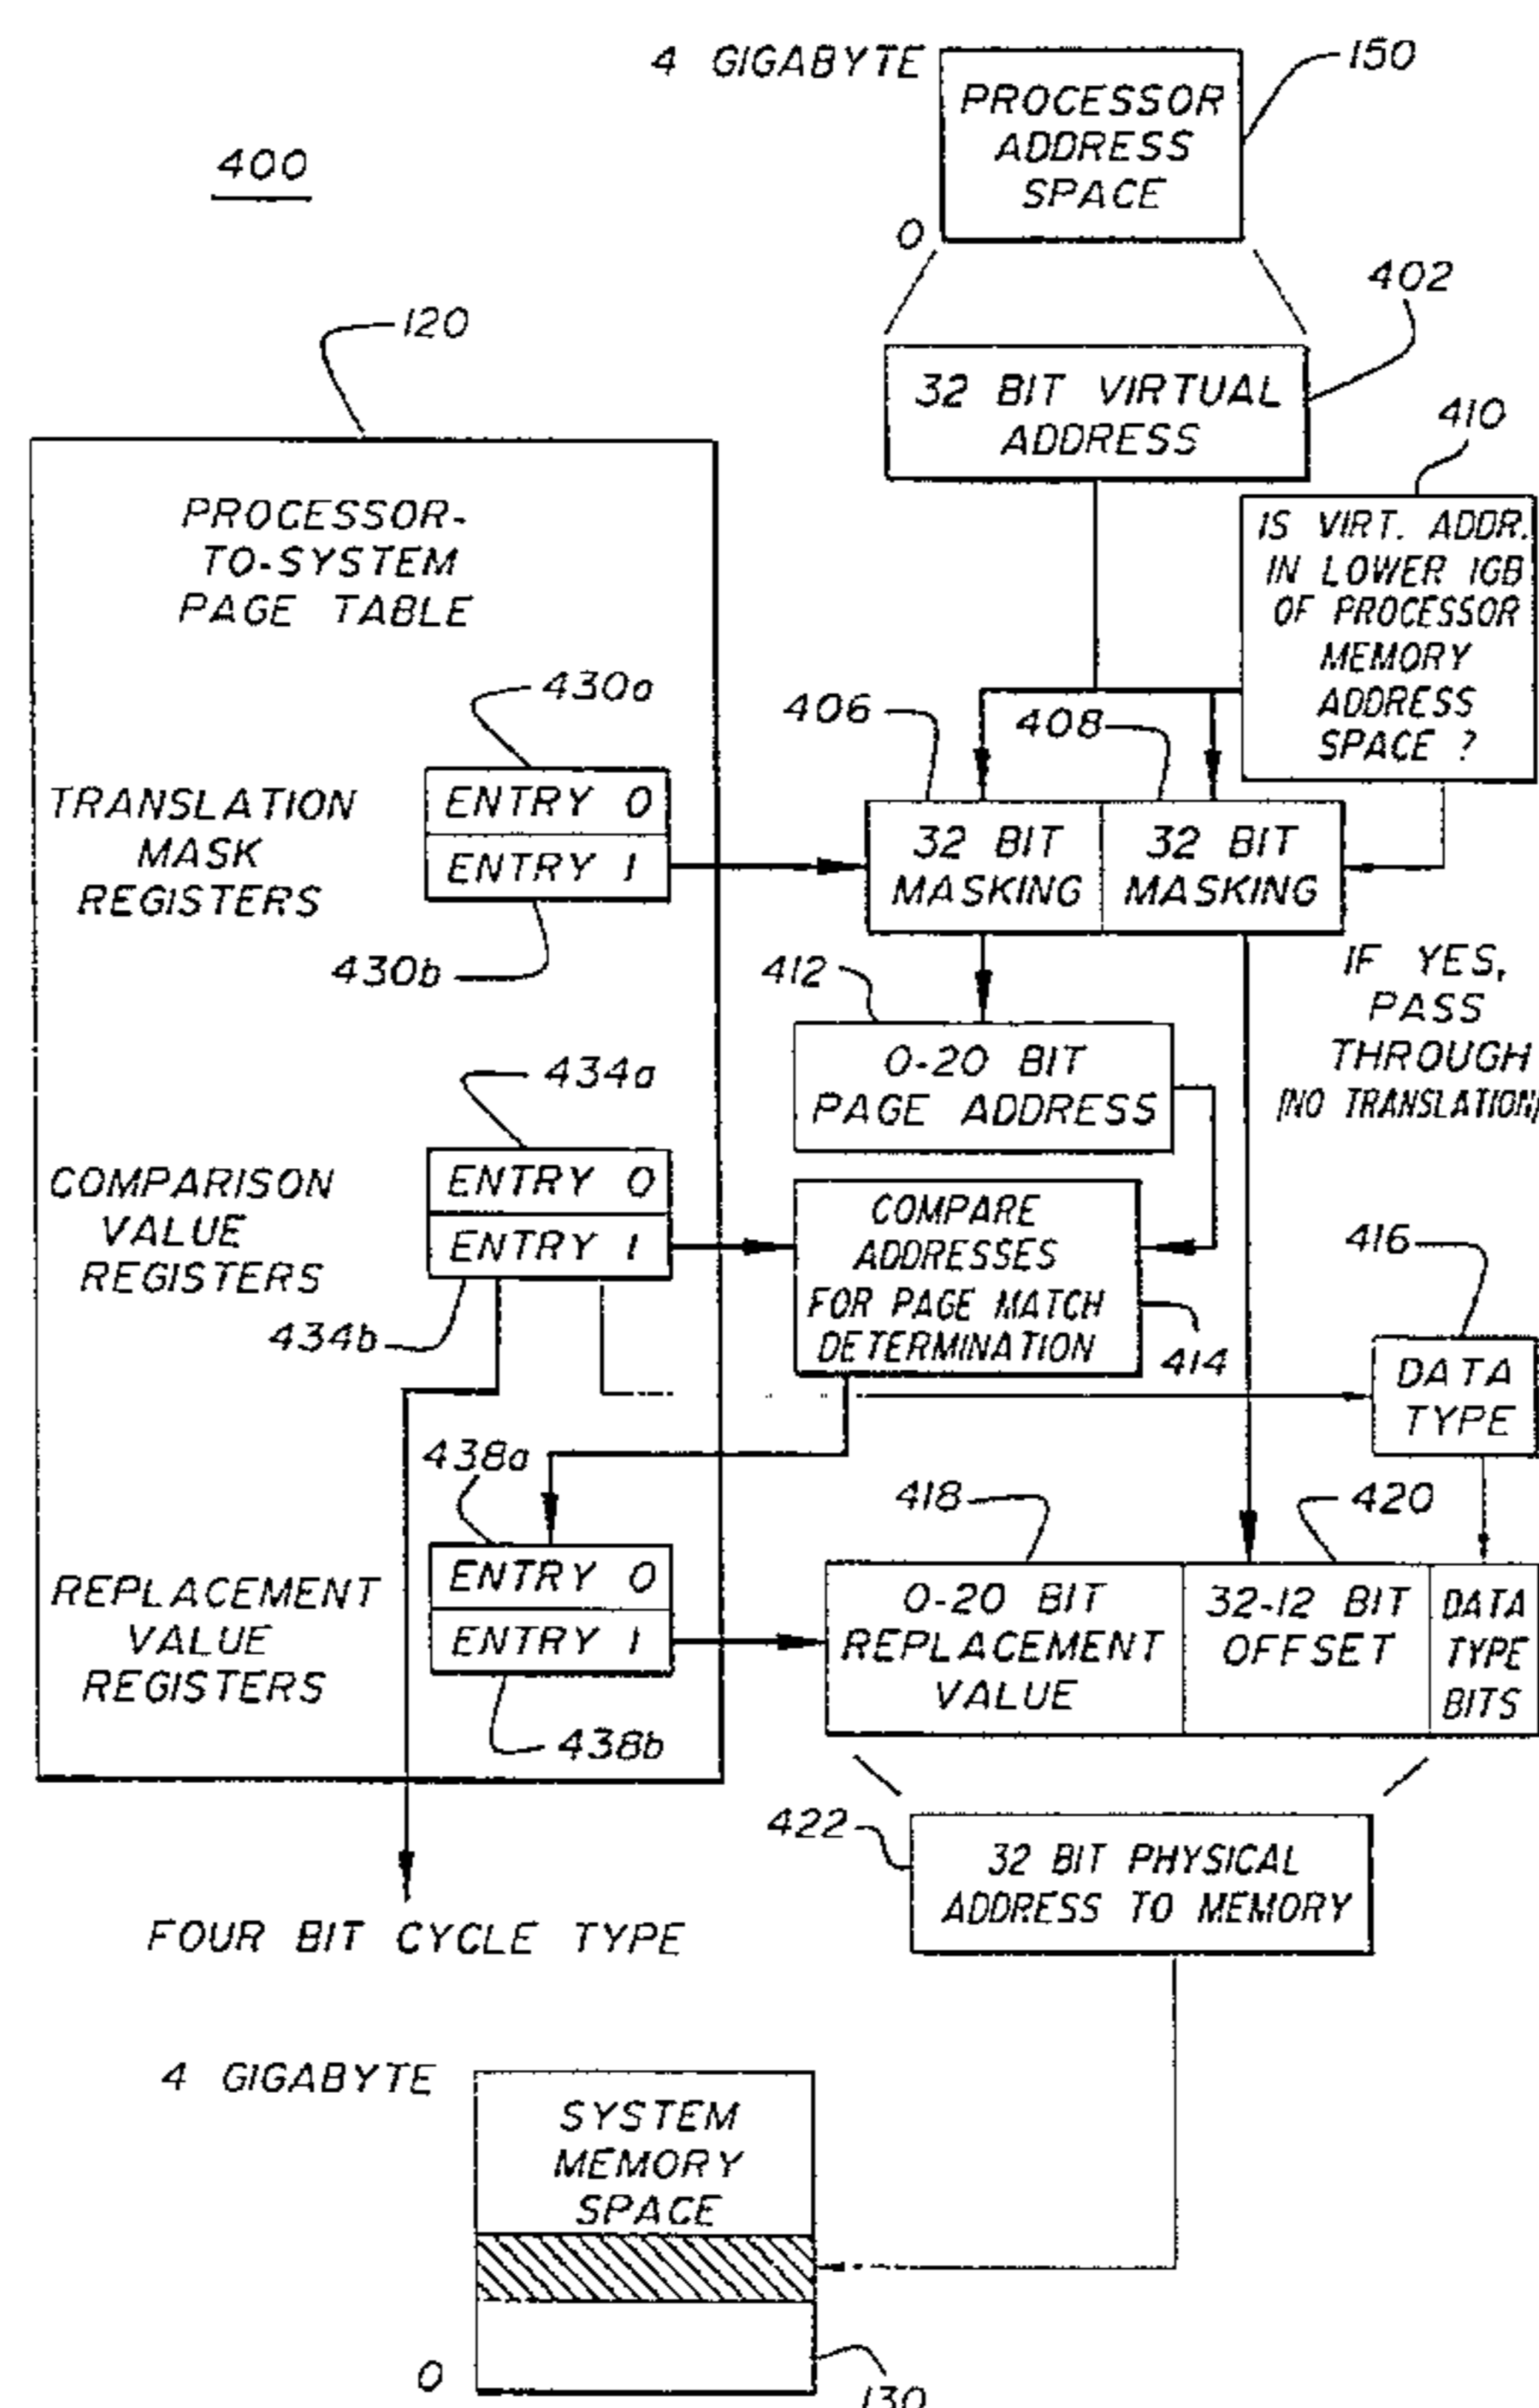 4 GIGABYTE
150
PROCESSOR
ADDRESS
SPACE
0
400
402
120
32 BIT VIRTUAL
ADDRESS
410
IS VIRT. ADDR.
IN LOWER 1GB
OF PROCESSOR
MEMORY
ADDRESS
SPACE ?
PROCESSOR-
TO-SYSTEM
PAGE TABLE
430a
406
408
TRANSLATION
MASK
REGISTERS
ENTRY 0
ENTRY 1
430b
32 BIT
MASKING
32 BIT
MASKING
IF YES,
PASS
THROUGH
(NO TRANSLATION)
412
0-20 BIT
PAGE ADDRESS
434a
COMPARISON
VALUE
REGISTERS
ENTRY 0
ENTRY 1
434b
COMPARE
ADDRESSES
FOR PAGE MATCH
DETERMINATION
414
416
DATA
TYPE
438a
418
420
REPLACEMENT
VALUE
REGISTERS
ENTRY 0
ENTRY 1
438b
0-20 BIT
REPLACEMENT
VALUE
32-12 BIT
OFFSET
DATA
TYPE
BITS
422
32 BIT PHYSICAL
ADDRESS TO MEMORY
FOUR BIT CYCLE TYPE
4 GIGABYTE
SYSTEM
MEMORY
SPACE
0
130